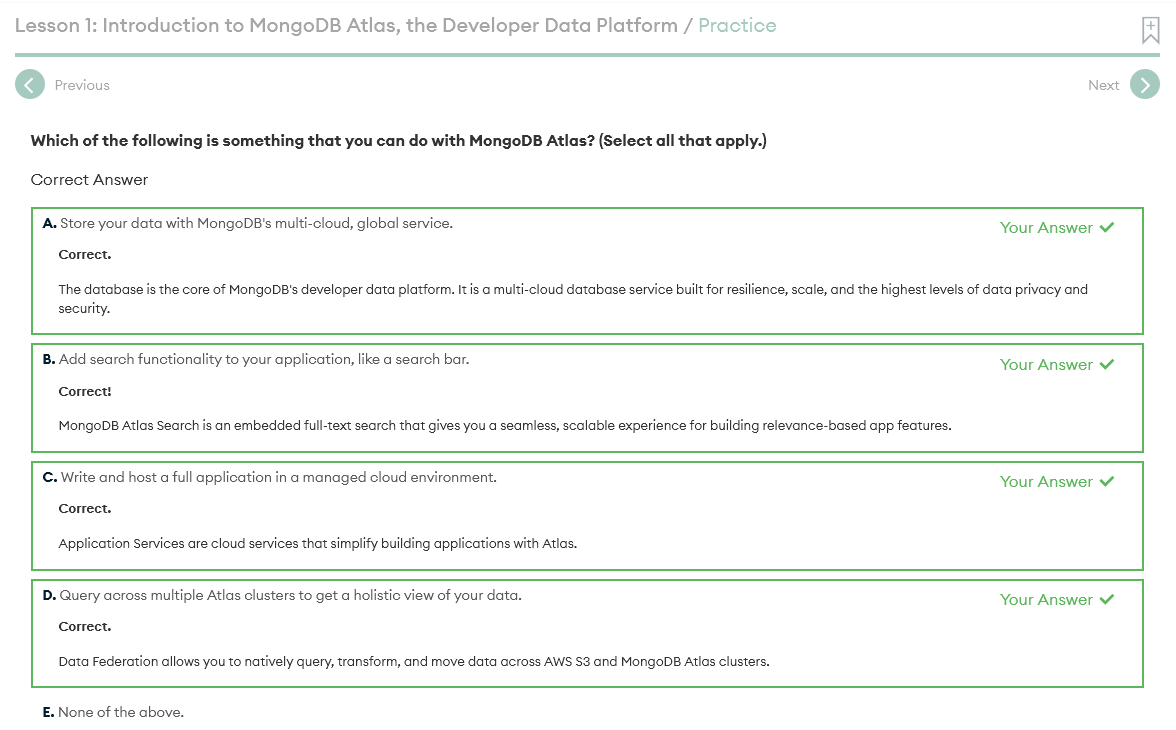 Lesson 1: Introduction to MongoDB Atlas, the Developer Data Platform / Practice
Previous
Next
Which of the following is something that you can do with MongoDB Atlas? (Select all that apply.)
Correct Answer
A. Store your data with MongoDB's multi-cloud, global service.
Your Answer
Correct.
The database is the core of MongoDB's developer data platform. It is a multi-cloud database service built for resilience, scale, and the highest levels of data privacy and
security.
B. Add search functionality to your application, like a search bar.
Your Answer
Correct!
MongoDB Atlas Search is an embedded full-text search that gives you a seamless, scalable experience for building relevance-based app features.
C. Write and host a full application in a managed cloud environment.
Your Answer
Correct.
Application Services are cloud services that simplify building applications with Atlas.
D. Query across multiple Atlas clusters to get a holistic view of your data.
Your Answer
Correct.
Data Federation allows you to natively query, transform, and move data across AWS S3 and MongoDB Atlas clusters.
E. None of the above.